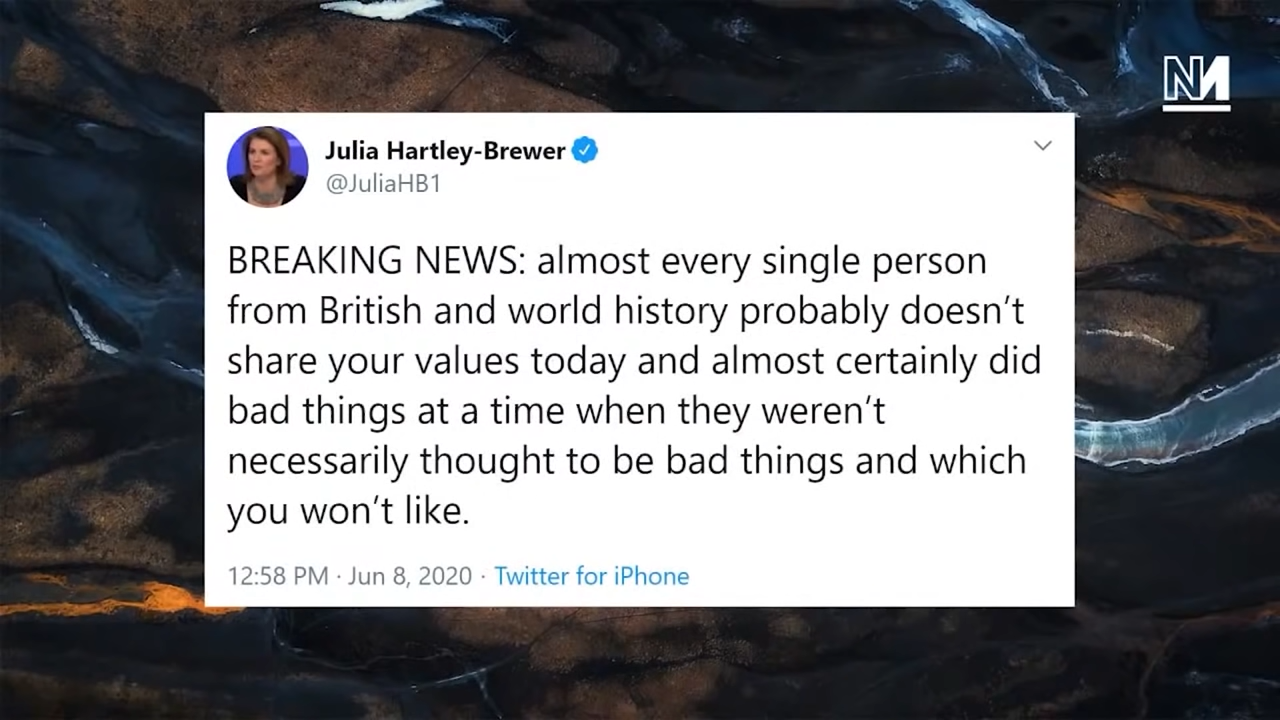 NM
Julia Hartley-Brewer
@JuliaHB1
BREAKING NEWS: almost every single person
from British and world history probably doesn’t
share your values today and almost certainly did
bad things at a time when they weren’t
necessarily thought to be bad things and which
you won’t like.
12:58 PM · Jun 8, 2020 · Twitter for iPhone